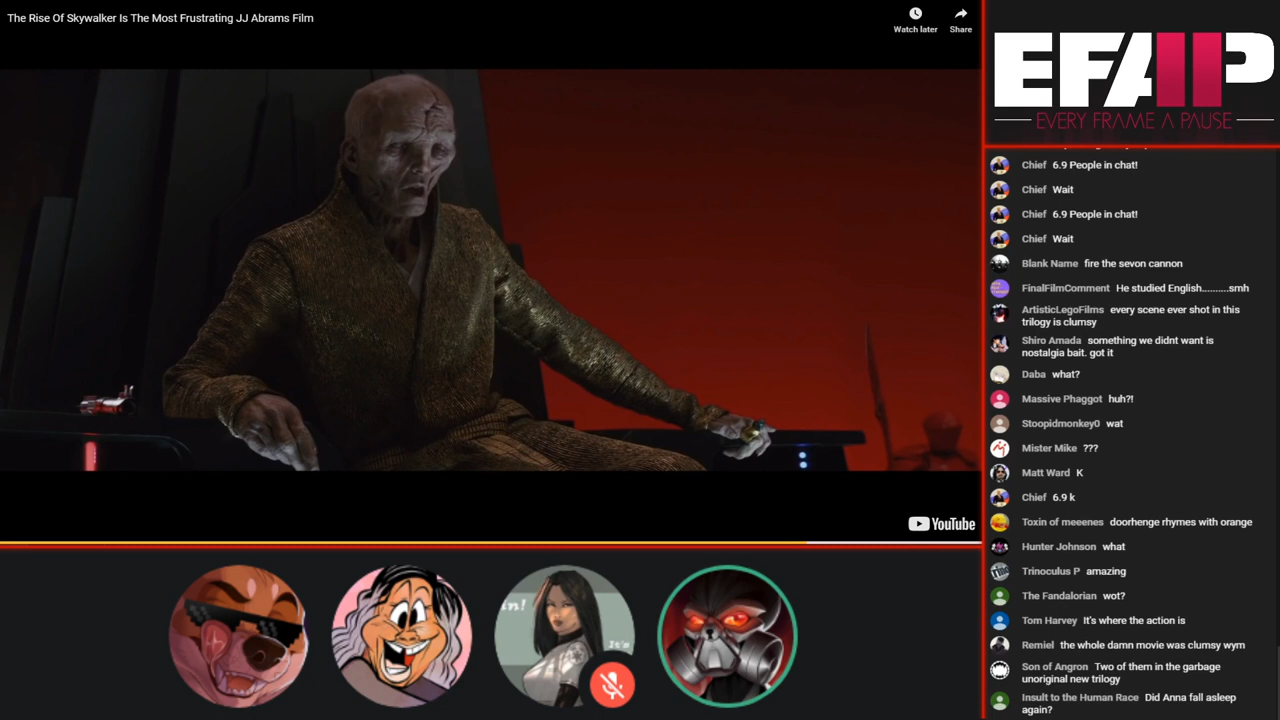 The Rise Of Skywalker Is The Most Frustrating JJ Abrams Film
Watch later
Share
EFAP
EVERY FRAME A PAUSE
Chief 6.9 People in chat!
Chief Wait
Chief 6.9 People in chat!
Chief Wait
Blank Name fire the sevon cannon
FinalFilmComment He studied English..........smh
ArtisticLegoFilms every scene ever shot in this
trilogy is clumsy
Shiro Amada something we didnt want is
nostalgia bait. got it
Daba what?
Massive Phaggot huh?!
Stoopidmonkey0 wat
Mister Mike ???
Matt Ward K
Chief 6.9 k
Toxin of meeenes doorhenge rhymes with orange
Hunter Johnson what
Trinoculus P amazing
The Fandalorian wot?
Tom Harvey It's where the action is
Remiel the whole damn movie was clumsy wym
Son of Angron Two of them in the garbage
unoriginal new trilogy
Insult to the Human Race Did Anna fall asleep
again?
YouTube
in!
It's